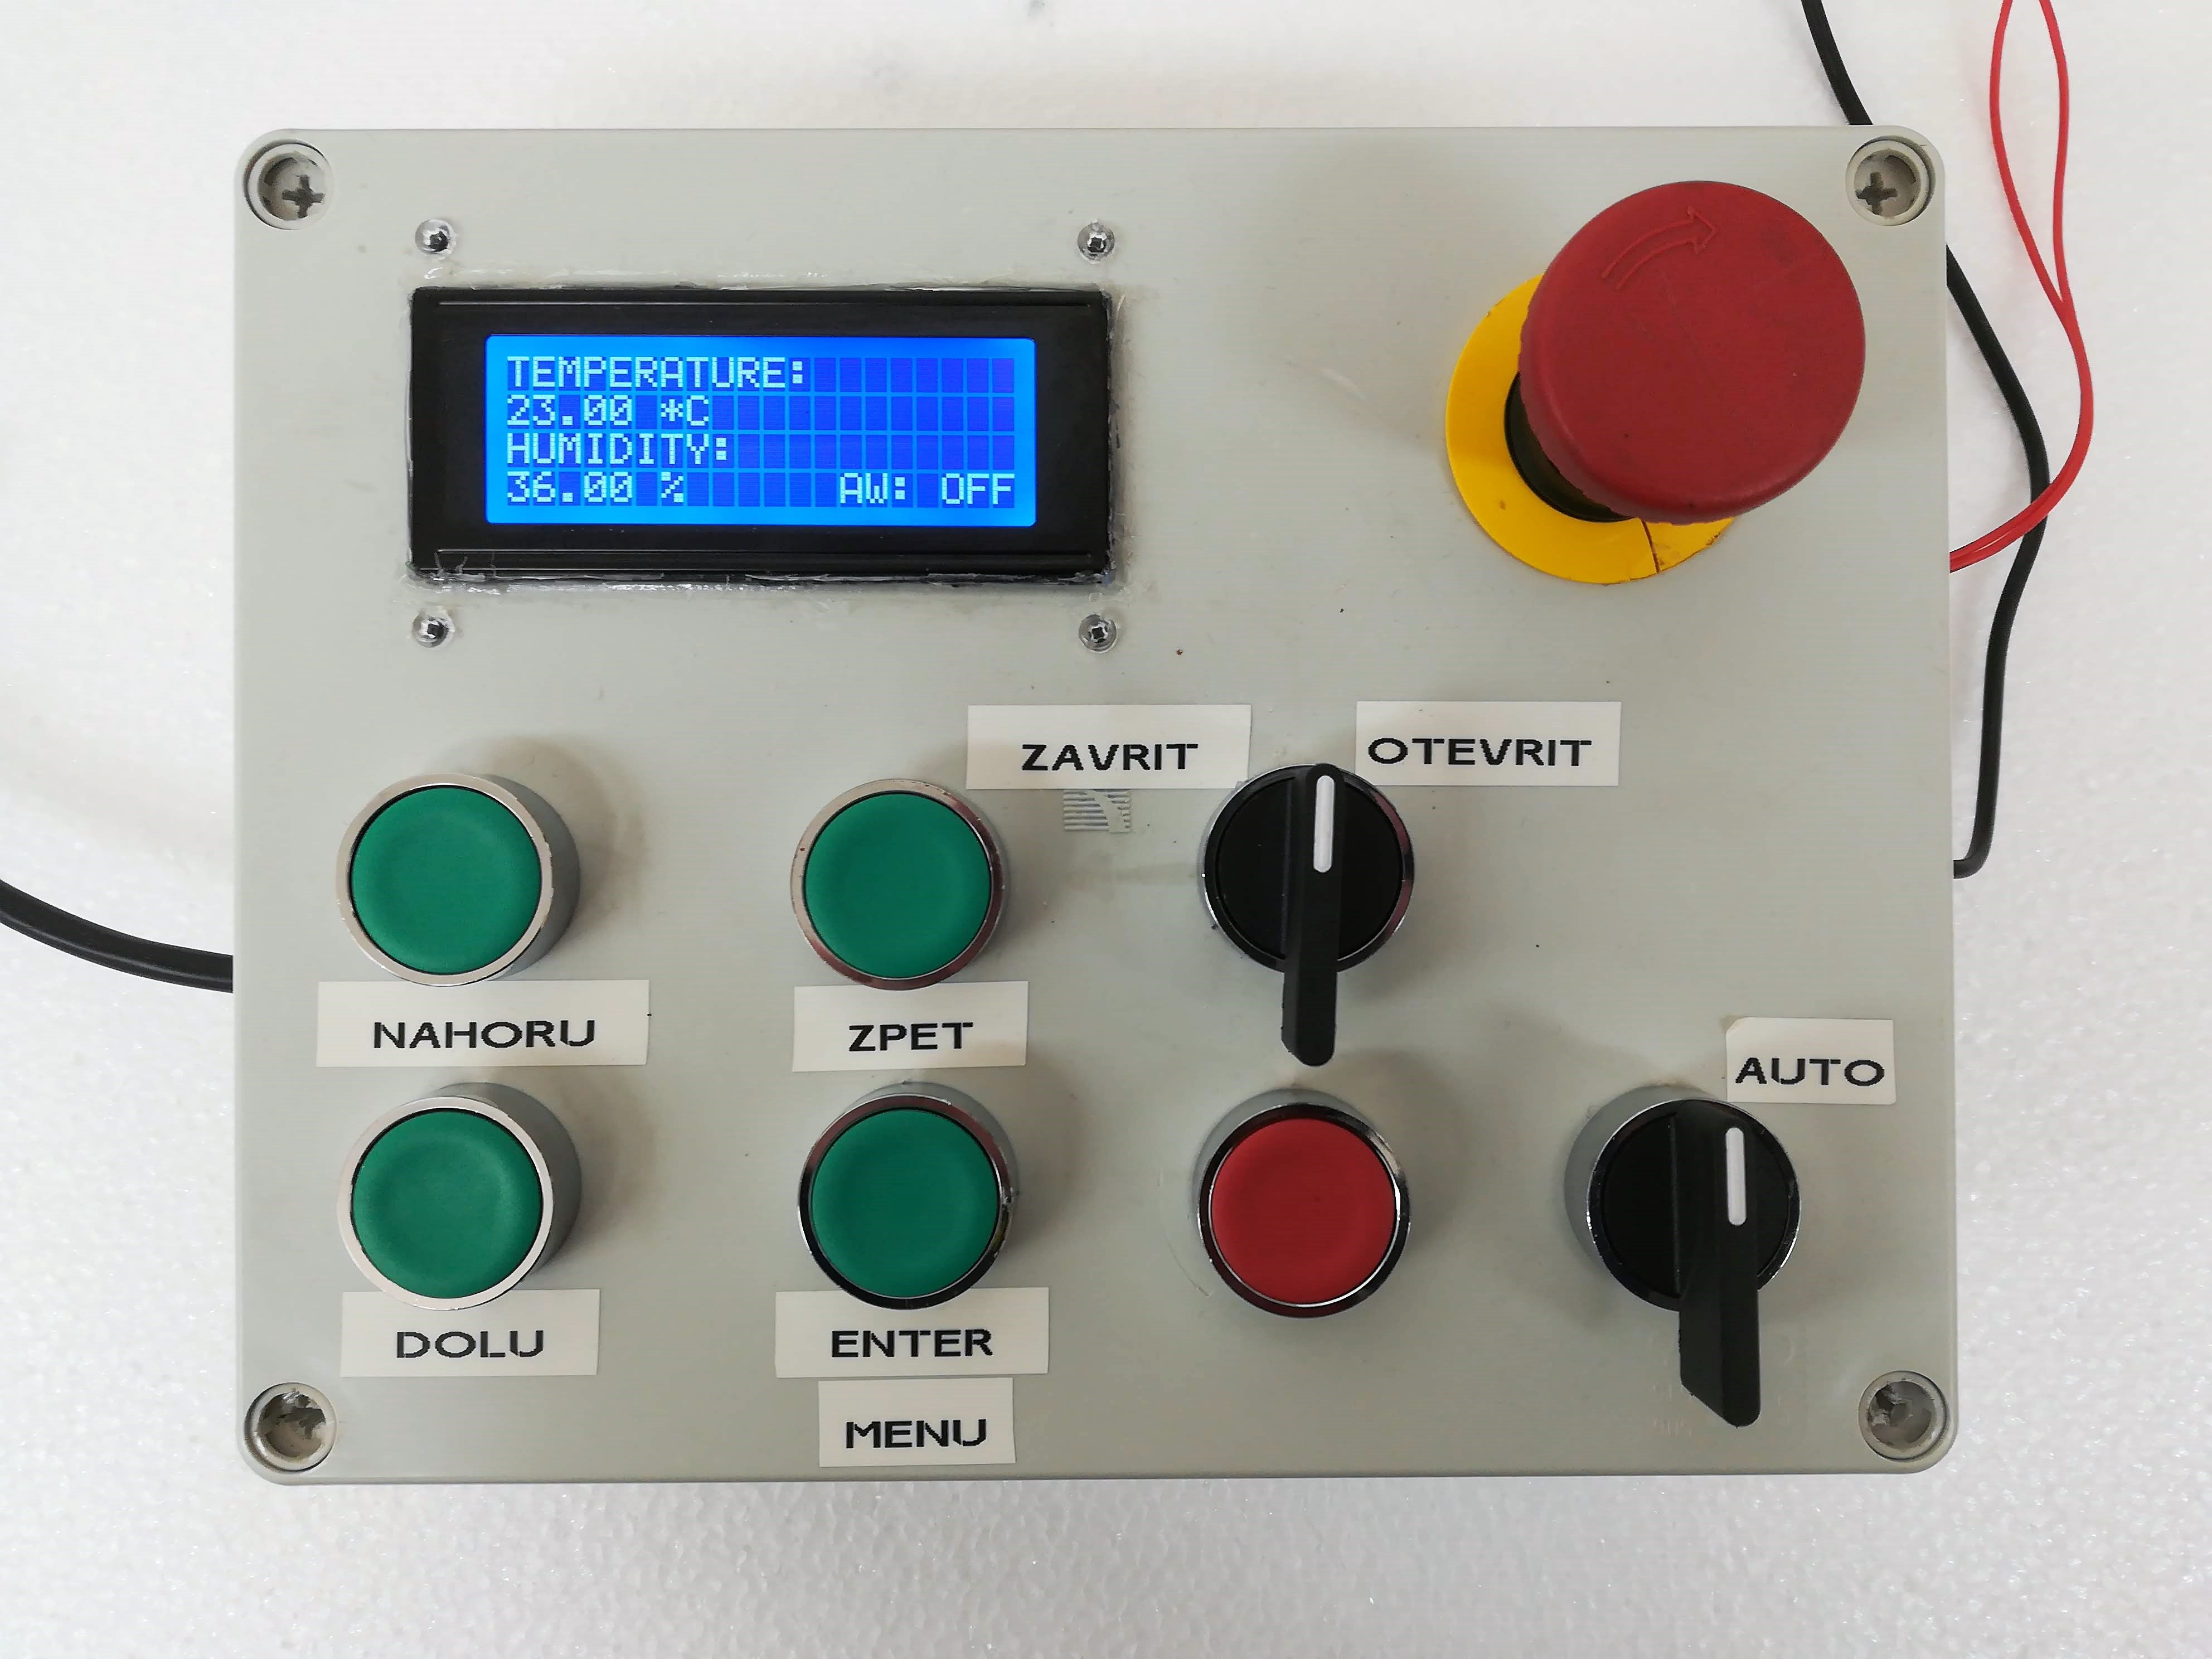 TEMPERATURE:
23.00 *C
HUMIDITY:
36.00 % AW: OFF
ZAVRIT
OTEVRIT
NAHORU
ZPET
AUTO
DOLU
ENTER
MENU